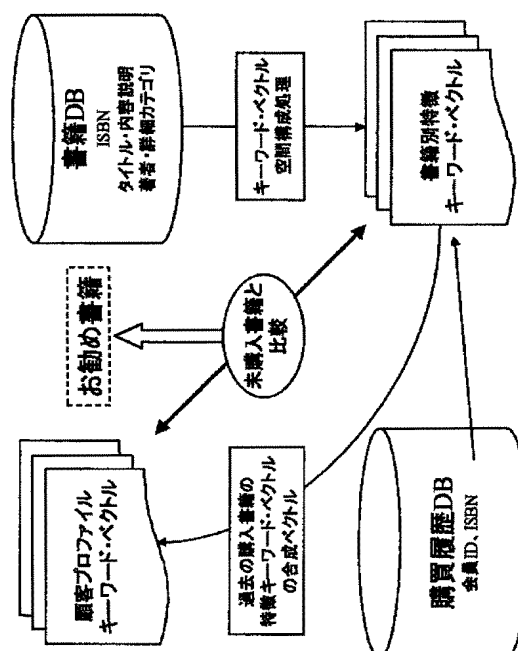 書籍DB
ISBN
タイトル・内容説明
著者・詳細カテゴリ
キーワード・ベクトル
空間構成処理
書籍別特徴
キーワード・ベクトル
お勧め書籍
未購入書籍と
比較
顧客プロファイル
キーワード・ベクトル
過去の購入書籍の
特徴キーワード・ベクトル
の合成ベクトル
購買履歴DB
会員ID、ISBN